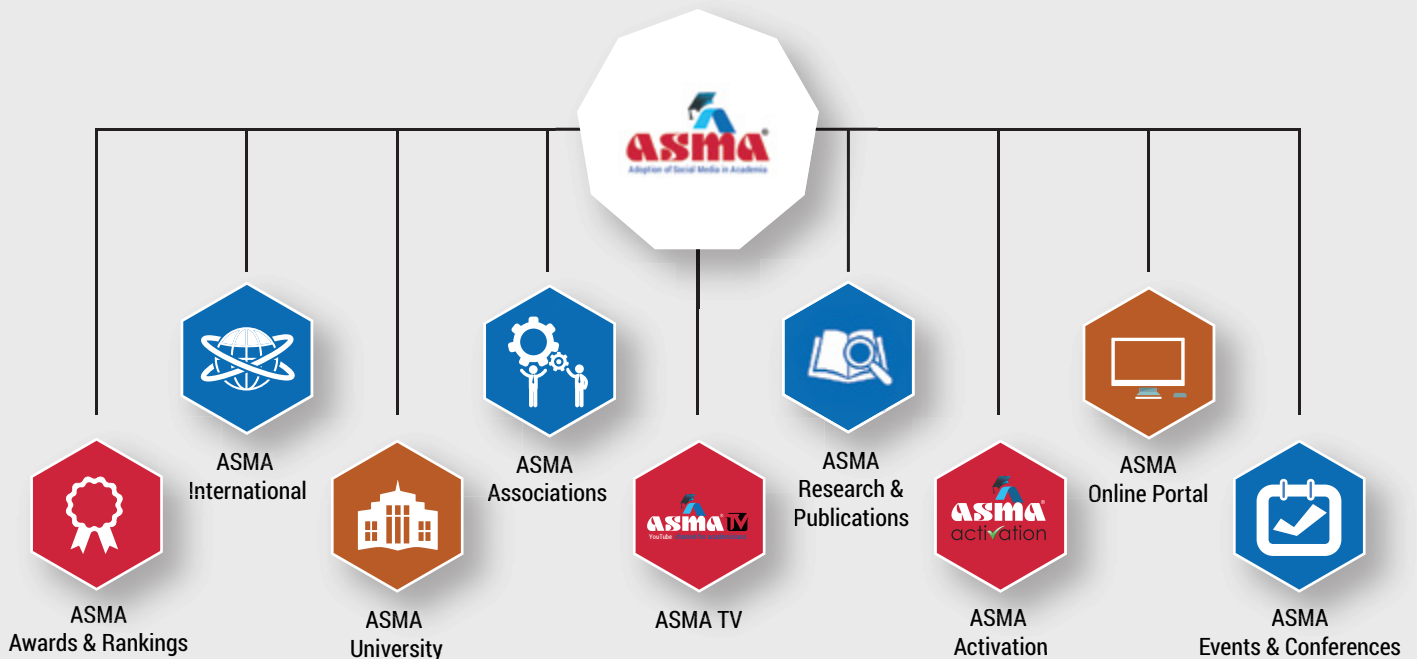 ASMA®
Adoption of Social Media in Academia
ASMA
International
ASMA
Associations
ASMA
Research &
Publications
ASMA
Online Portal
ASMA TV
YouTube
ASMA®
activation
ASMA
Awards & Rankings
ASMA
University
ASMA TV
ASMA
Activation
ASMA
Events & Conferences